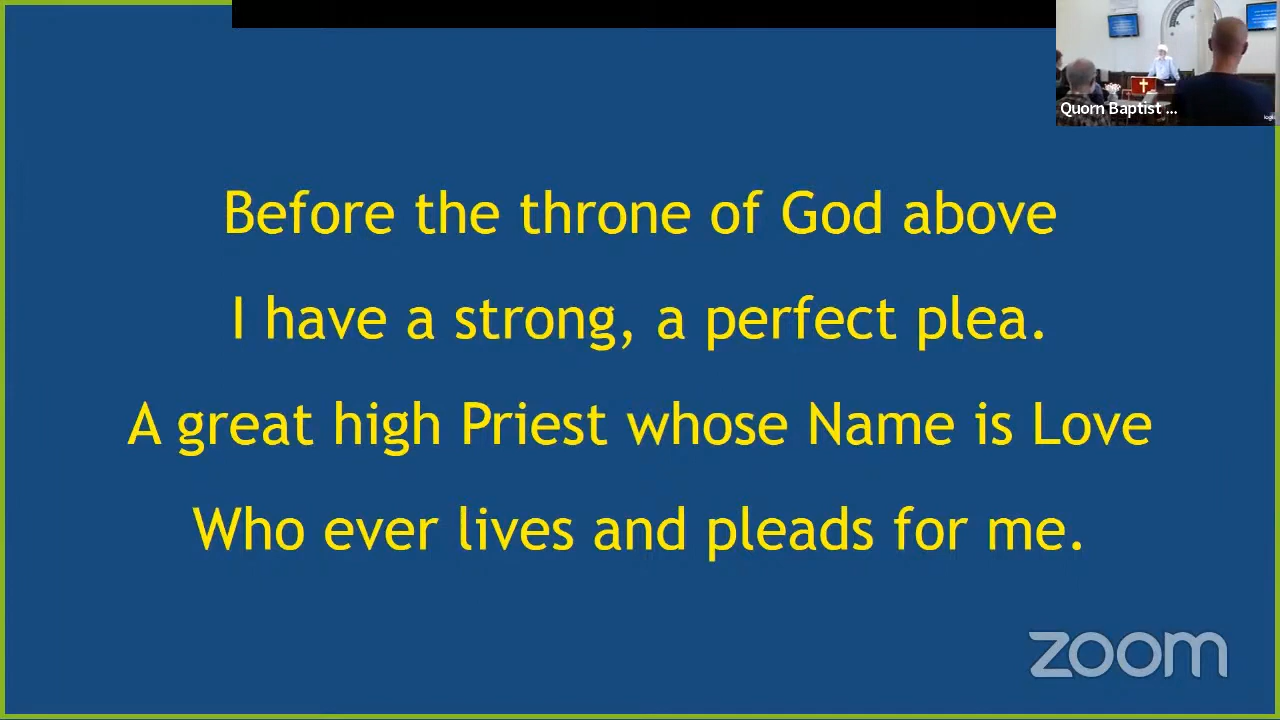 Quorn Baptist ...
Before the throne of God above
I have a strong, a perfect plea.
A great high Priest whose Name is Love
Who ever lives and pleads for me.
zoom